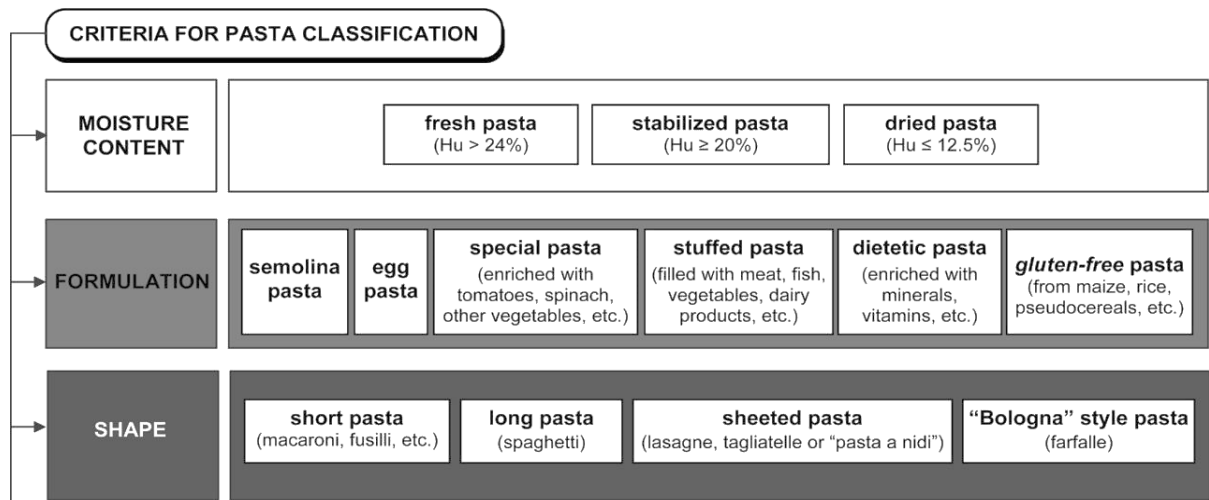 CRITERIA FOR PASTA CLASSIFICATION
MOISTURE
CONTENT
fresh pasta
(Hu > 24%)
stabilized pasta
(Hu ≥ 20%)
dried pasta
(Hu ≤ 12.5%)
FORMULATION
semolina
pasta
egg
pasta
special pasta
(enriched with
tomatoes, spinach,
other vegetables, etc.)
stuffed pasta
(filled with meat, fish,
vegetables, dairy
products, etc.)
dietetic pasta
(enriched with
minerals,
vitamins, etc.)
gluten-free pasta
(from maize, rice,
pseudocereals, etc.)
SHAPE
short pasta
(macaroni, fusilli, etc.)
long pasta
(spaghetti)
sheeted pasta
(lasagne, tagliatelle or “pasta a nidi”)
“Bologna” style pasta
(farfalle)